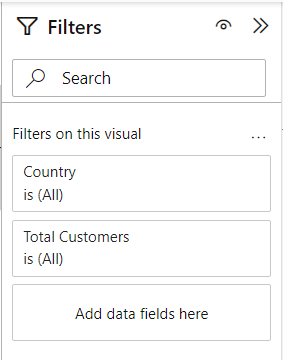 Filters
Search
Filters on this visual
...
Country
is (All)
Total Customers
is (All)
Add data fields here